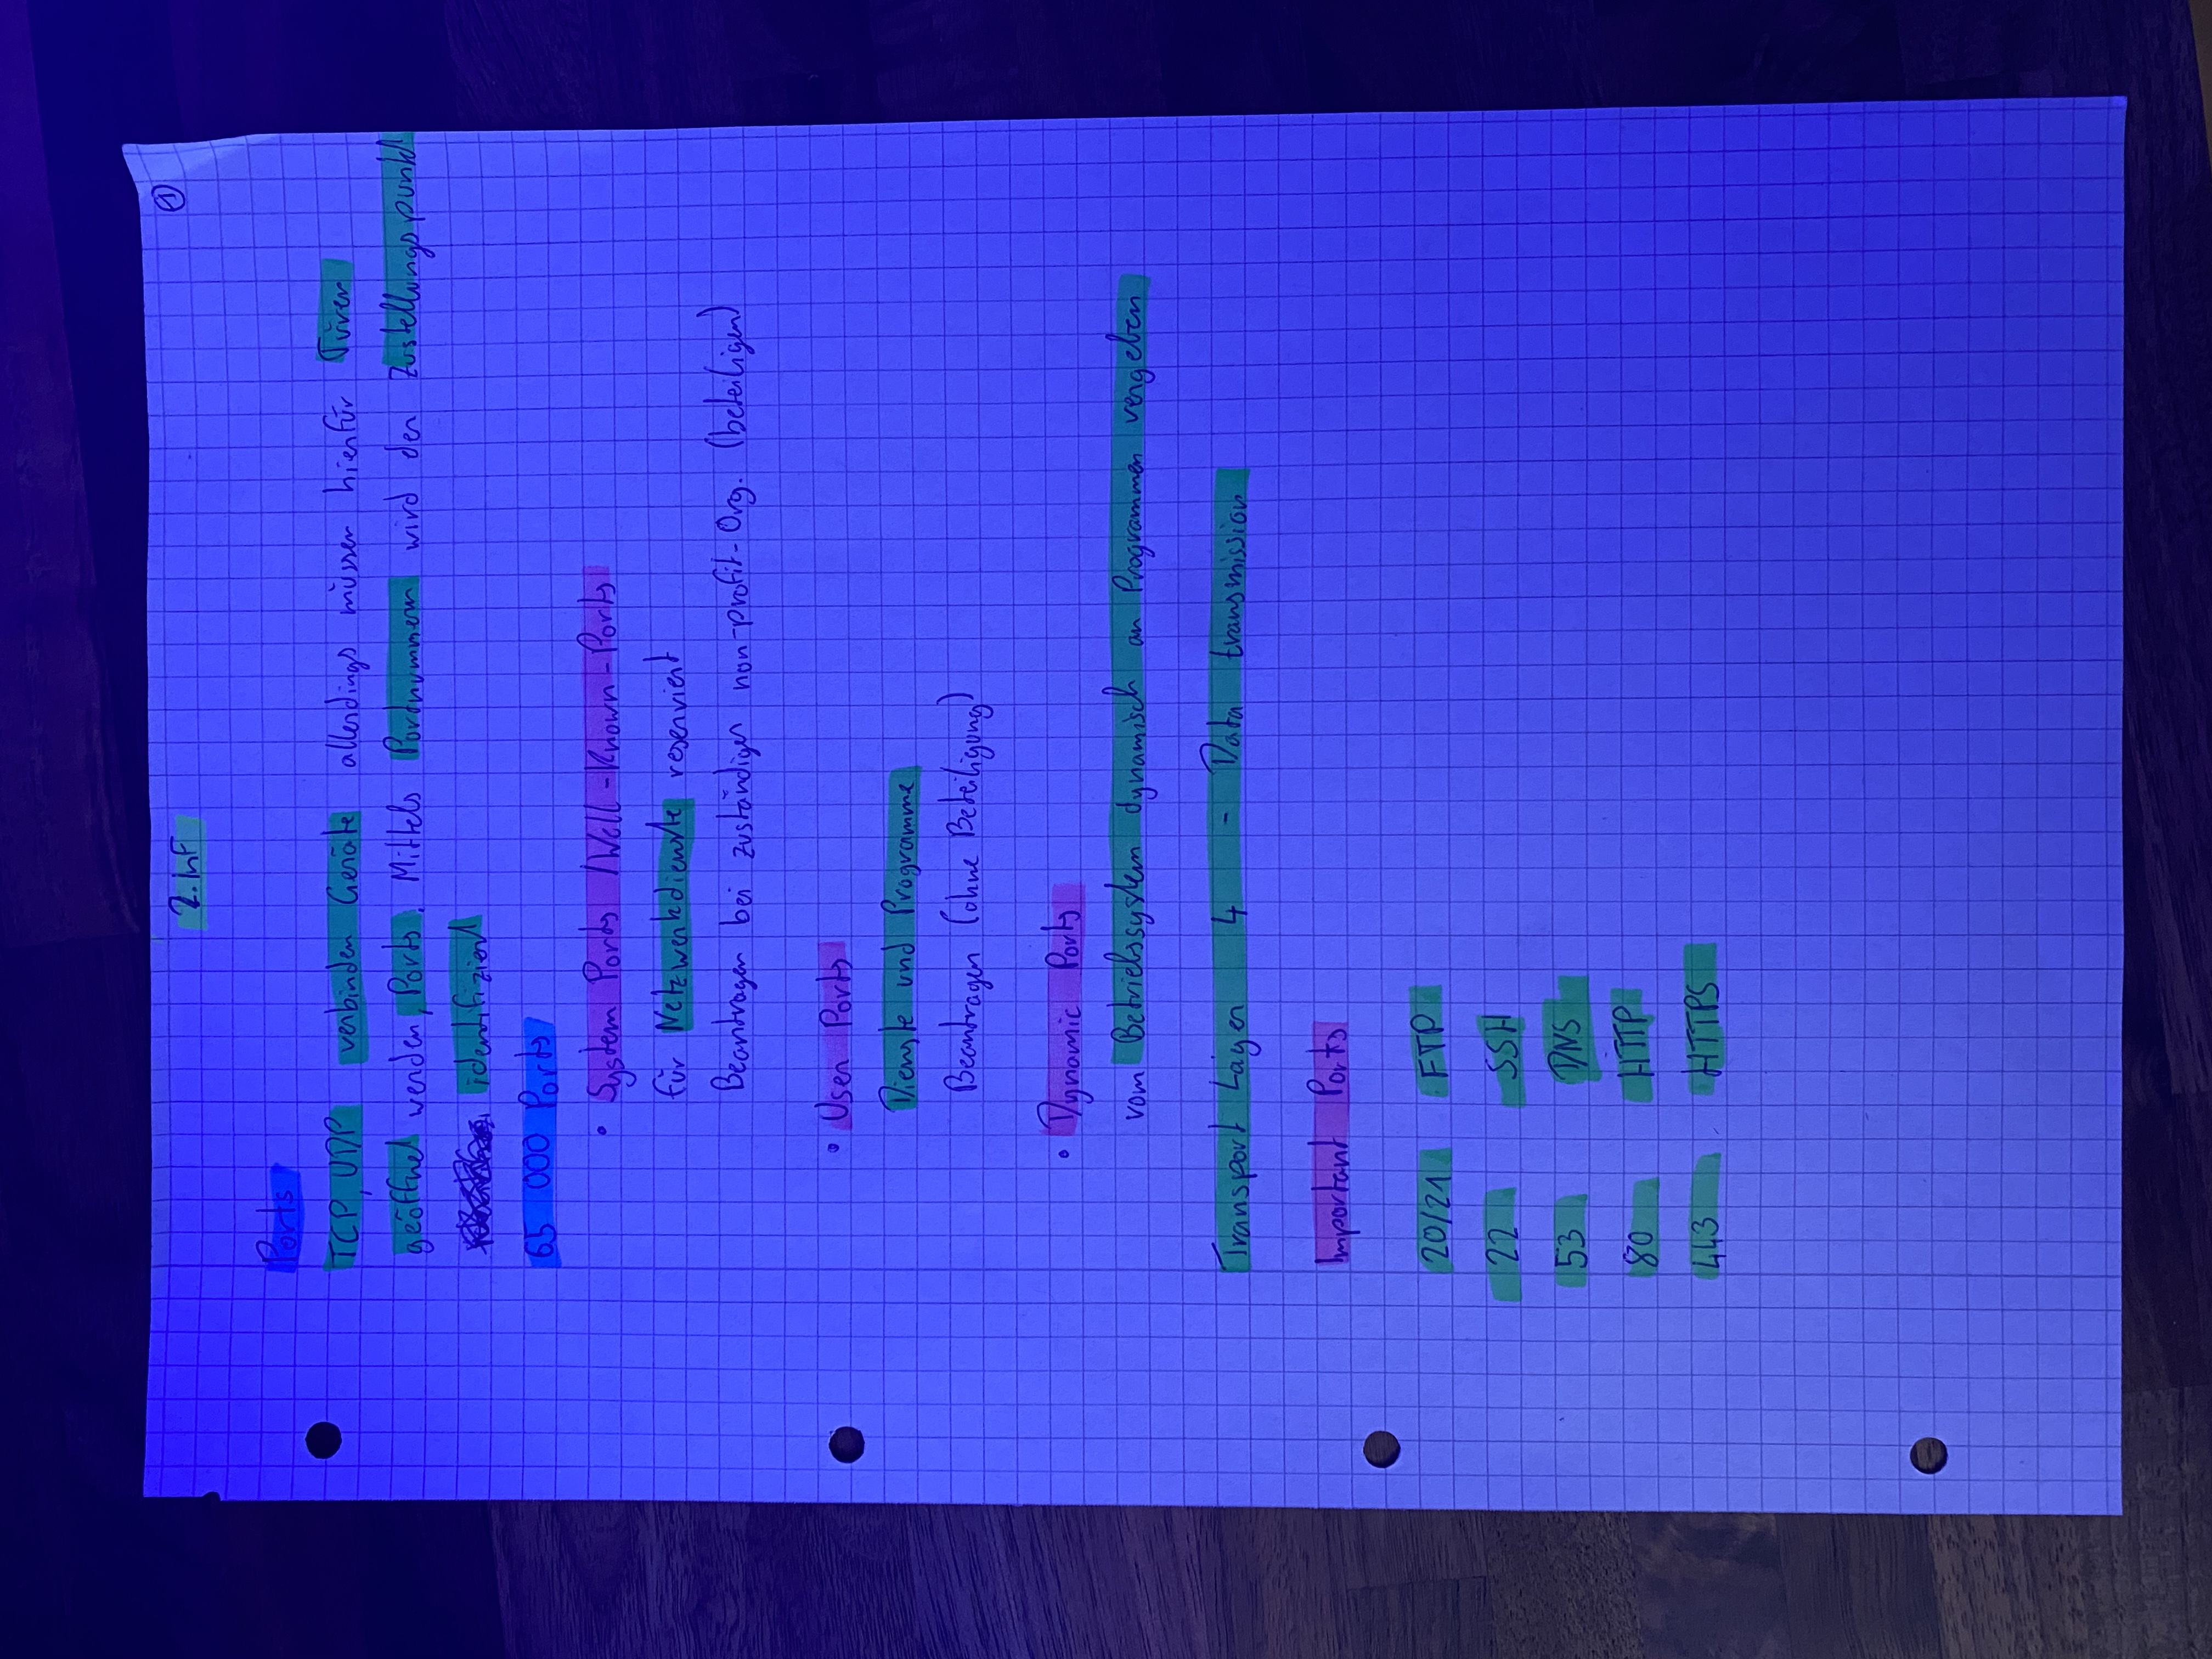 2. Inf
①
Ports
TCP, UDP verbinden Geräte allerdings müssen hierfür Türen
geöffnet werden, Ports. Mittels Portnummern wird der Zustellungspunkt
identifiziert
65 000 Ports
• System Ports / Well-Known-Ports
für Netzwerkdienste reserviert
Beantragen bei zuständigen non-profit-Org. (beteiligen)
• User Ports
Dienste und Programme
Beantragen (ohne Beteiligung)
• Dynamic Ports
vom Betriebssystem dynamisch an Programmen vergeben
Transport Layer 4 - Data transmission
Important Ports
20/21 FTP
22 SSH
53 DNS
80 HTTP
443 HTTPS